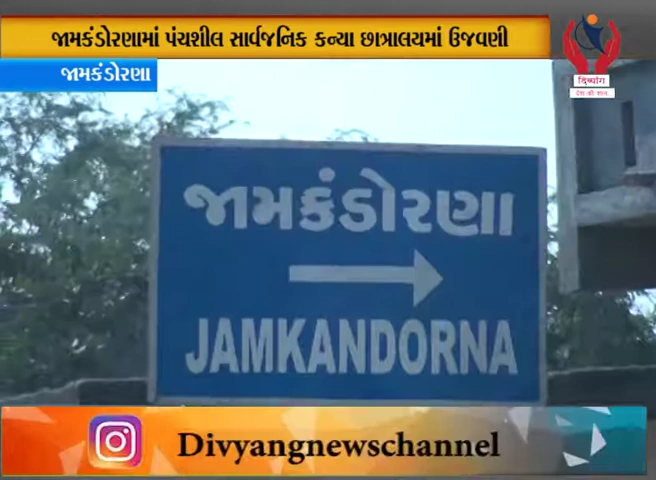 જામકંડોરણામાં પંચશીલ સાર્વજનિક કન્યા છાત્રાલયમાં ઉજવણી
જામકંડોરણા
दिव्यांग
देश की शान
જામકંડોરણા
JAMKANDORNA
Divyangnewschannel